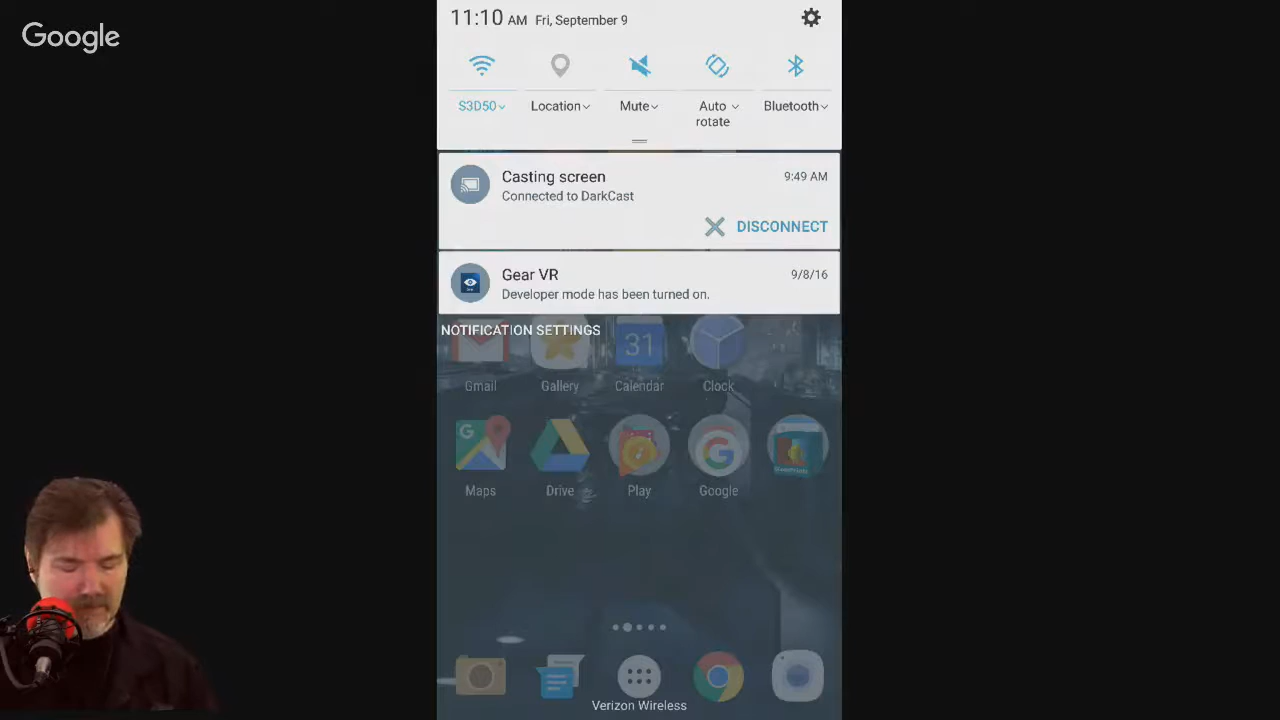 Google
11:10 AM Fri, September 9
S3D50
Location
Mute
Auto rotate
Bluetooth
Casting screen 9:49 AM
Connected to DarkCast
DISCONNECT
Gear VR 9/8/16
Developer mode has been turned on.
NOTIFICATION SETTINGS
31
Gmail Gallery Calendar Clock
G
Maps Drive Play Google
Verizon Wireless